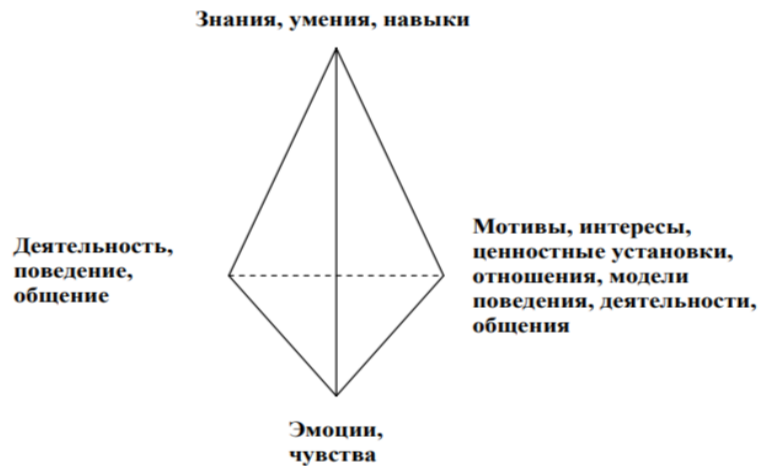 Знания, умения, навыки
Деятельность,
поведение,
общение
Мотивы, интересы,
ценностные установки,
отношения, модели
поведения, деятельности,
общения
Эмоции,
чувства